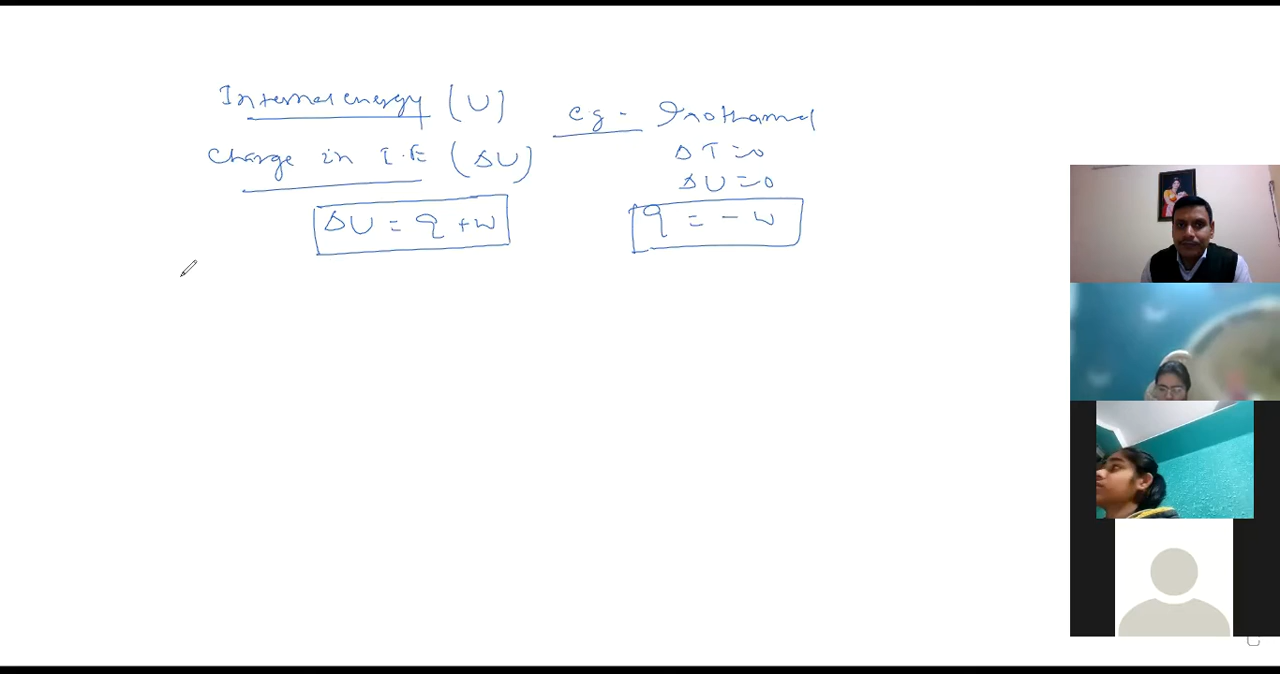 Internal energy (U)
Change in I.E (ΔU)
ΔU = q + w
eg - Isothermal
ΔT = 0
ΔU = 0
q = - w